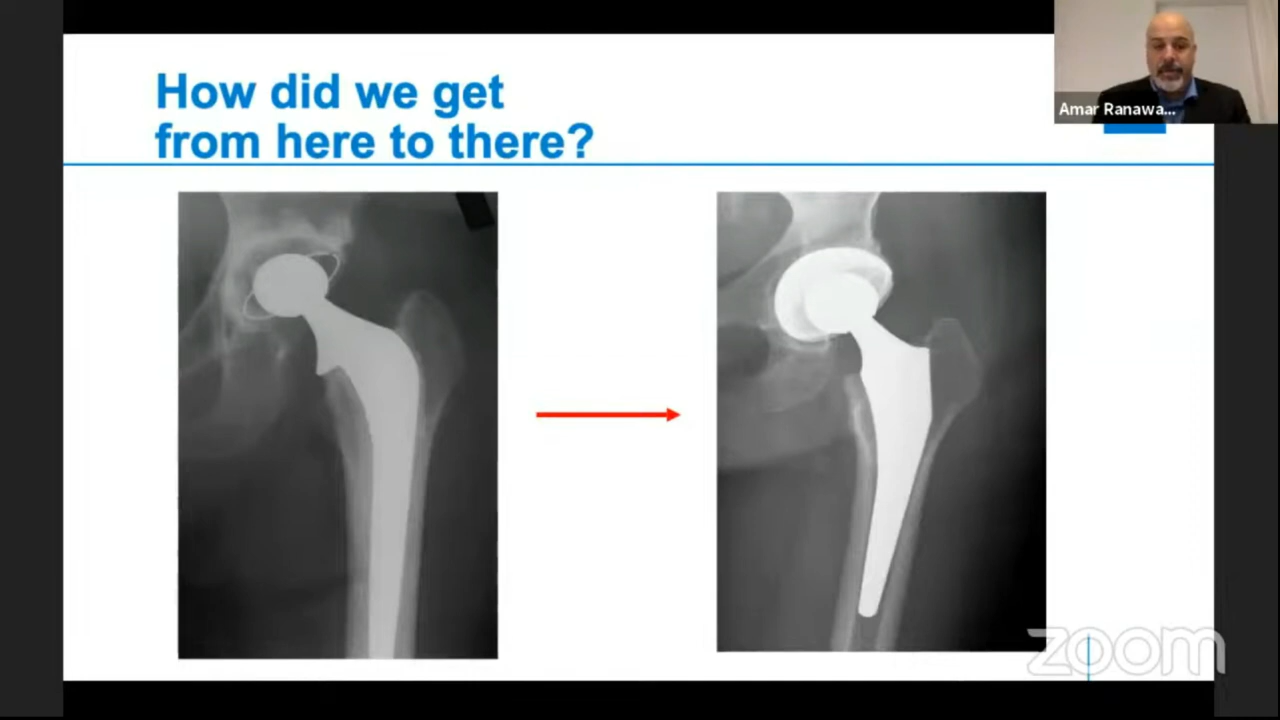 How did we get
from here to there?
Amar Ranawa...
zoom